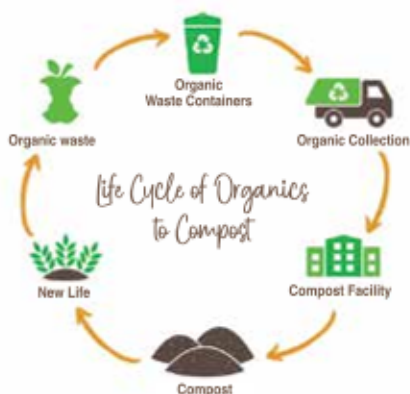 Organic
Waste Containers
Organic waste
Organic Collection
Life Cycle of Organics
to Compost
New Life
Compost Facility
Compost